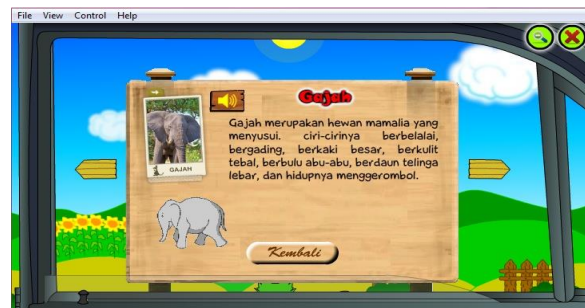 File View Control Help
Gajah
Gajah merupakan hewan mamalia yang
menyusui. ciri-cirinya berbelalai,
bergading, berkaki besar, berkulit
tebal, berbulu abu-abu, berdaun telinga
lebar, dan hidupnya menggerombol.
GAJAH
Kembali